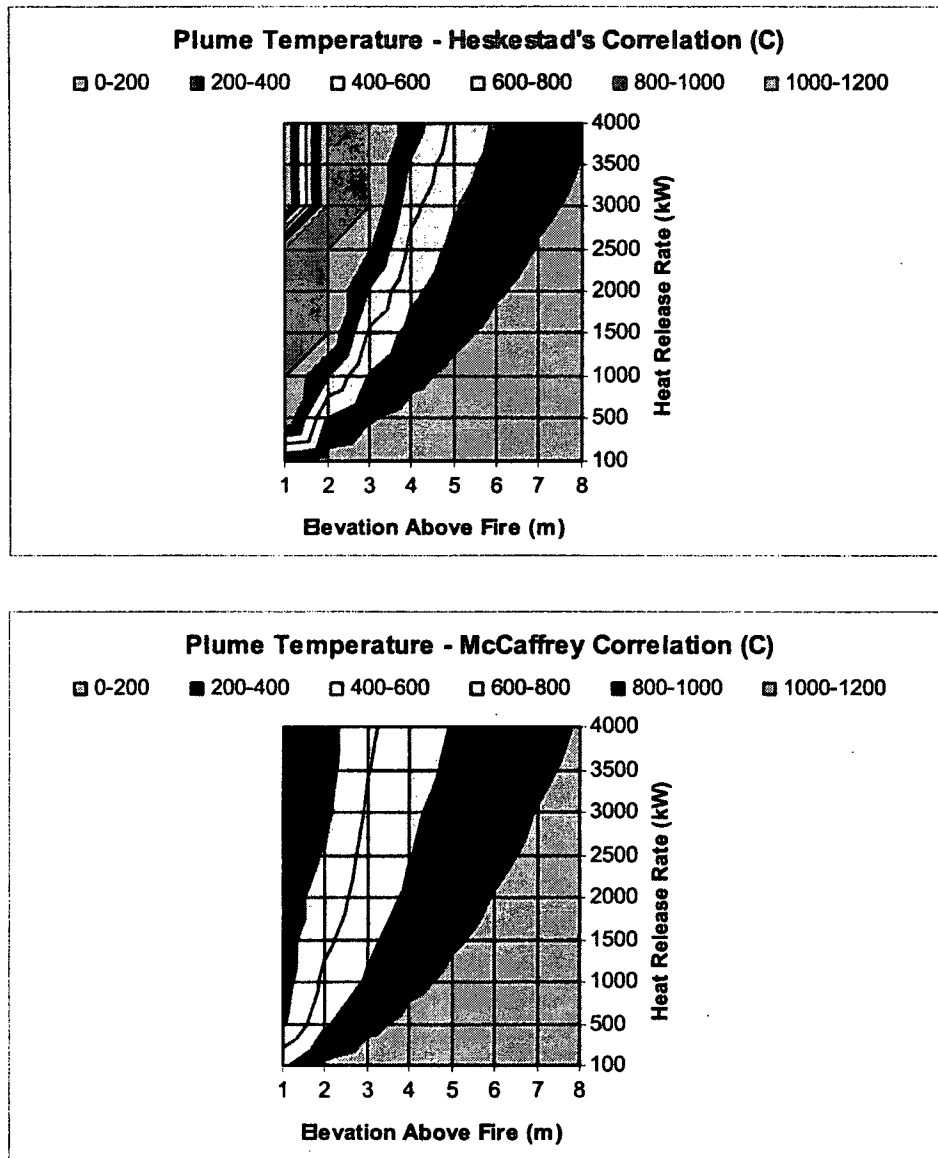 Plume Temperature - Heskestad's Correlation (C)
0-200 200-400 400-600 600-800 800-1000 1000-1200
4000
3500
3000
2500
2000
1500
1000
500
100
Heat Release Rate (kW)
1 2 3 4 5 6 7 8
Elevation Above Fire (m)
Plume Temperature - McCaffrey Correlation (C)
0-200 200-400 400-600 600-800 800-1000 1000-1200
4000
3500
3000
2500
2000
1500
1000
500
100
Heat Release Rate (kW)
1 2 3 4 5 6 7 8
Elevation Above Fire (m)